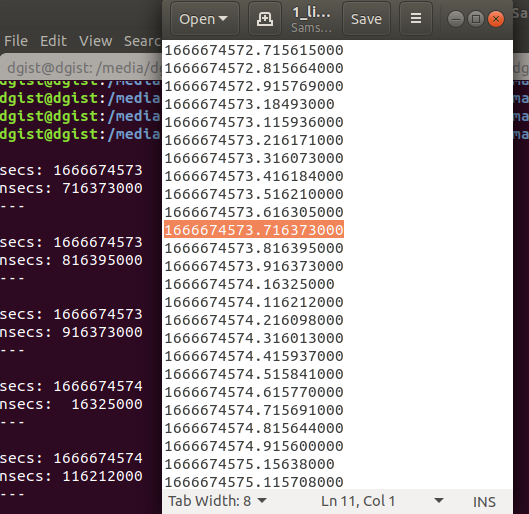 Open
1_li...
Sams...
Save
File Edit View Searc
dgist@dgist: /media/d
dgist@dgist:/media
dgist@dgist:/media
dgist@dgist:/media
dgist@dgist:/media
secs: 1666674573
nsecs: 716373000
---
secs: 1666674573
nsecs: 816395000
---
secs: 1666674573
nsecs: 916373000
---
secs: 1666674574
nsecs: 16325000
---
secs: 1666674574
nsecs: 116212000
---
1666674572.715615000
1666674572.815664000
1666674572.915769000
1666674573.18493000
1666674573.115936000
1666674573.216171000
1666674573.316073000
1666674573.416184000
1666674573.516210000
1666674573.616305000
1666674573.716373000
1666674573.816395000
1666674573.916373000
1666674574.16325000
1666674574.116212000
1666674574.216098000
1666674574.316013000
1666674574.415937000
1666674574.515841000
1666674574.615770000
1666674574.715691000
1666674574.815644000
1666674574.915600000
1666674575.15638000
1666674575.115708000
Tab Width: 8
Ln 11, Col 1
INS